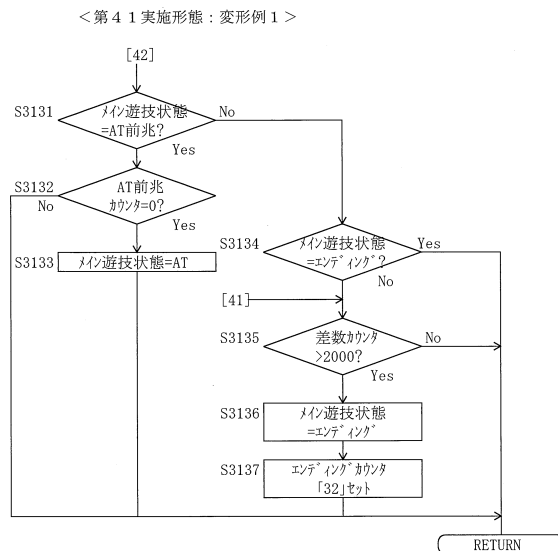 ＜第４１実施形態：変形例１＞
[42]
S3131
ﾒｲﾝ遊技状態
=AT前兆?
No
Yes
S3132
AT前兆
ｶｳﾝﾀ=0?
No
Yes
S3133
ﾒｲﾝ遊技状態=AT
S3134
ﾒｲﾝ遊技状態
=ｴﾝﾃﾞｨﾝｸﾞ?
Yes
No
[41]
S3135
差数ｶｳﾝﾀ
>2000?
No
Yes
S3136
ﾒｲﾝ遊技状態
=ｴﾝﾃﾞｨﾝｸﾞ
S3137
ｴﾝﾃﾞｨﾝｸﾞｶｳﾝﾀ
「32」ｾｯﾄ
RETURN